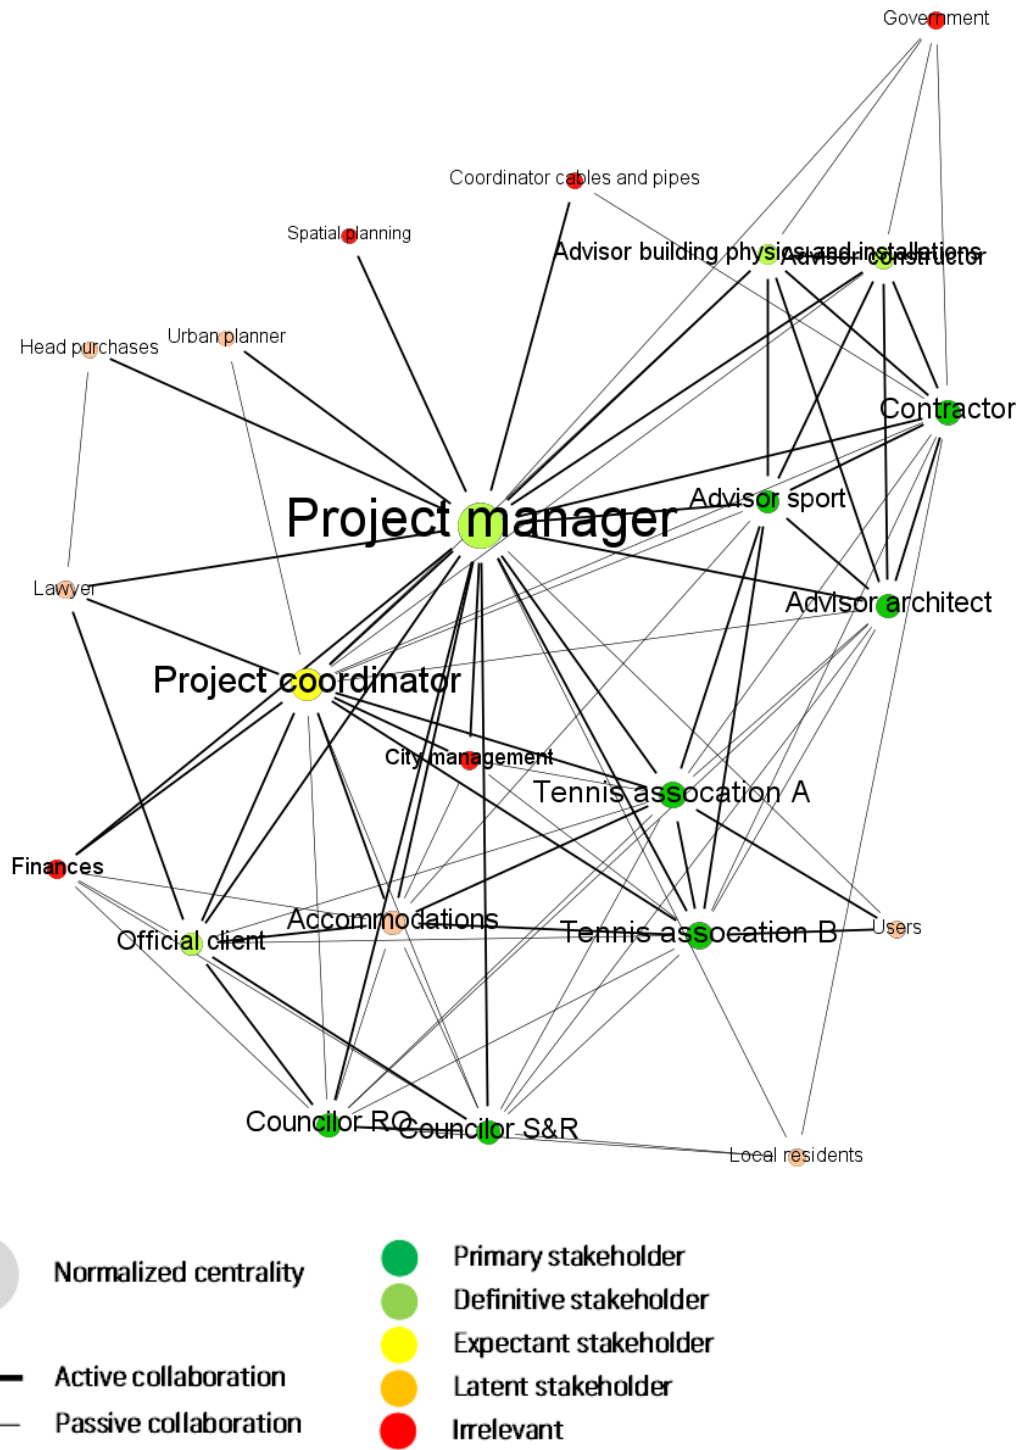 Government
Coordinator cables and pipes
Spatial planning
Advisor building physics and installations
Advisor constructor
Urban planner
Head purchases
Contractor
Advisor sport
Project manager
Lawyer
Advisor architect
Project coordinator
City management
Tennis assocation A
Finances
Accommodations
Official client
Tennis assocation B
Users
Councilor RO
Councilor S&R
Local residents
Normalized centrality
Primary stakeholder
Definitive stakeholder
Expectant stakeholder
Active collaboration
Latent stakeholder
Passive collaboration
Irrelevant